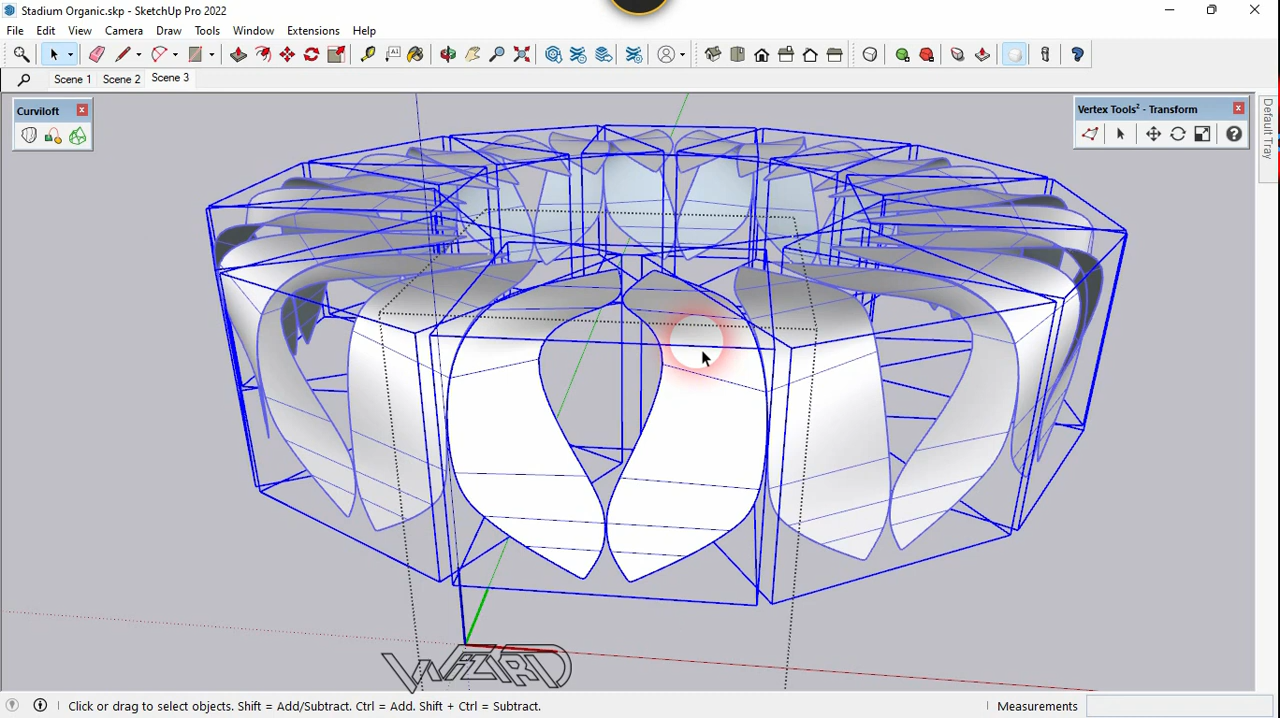 Stadium Organic.skp - SketchUp Pro 2022
File Edit View Camera Draw Tools Window Extensions Help
Scene 1 Scene 2 Scene 3
Curviloft
Vertex Tools² - Transform
Default Tray
WIZARD
Click or drag to select objects. Shift = Add/Subtract. Ctrl = Add. Shift + Ctrl = Subtract.
Measurements